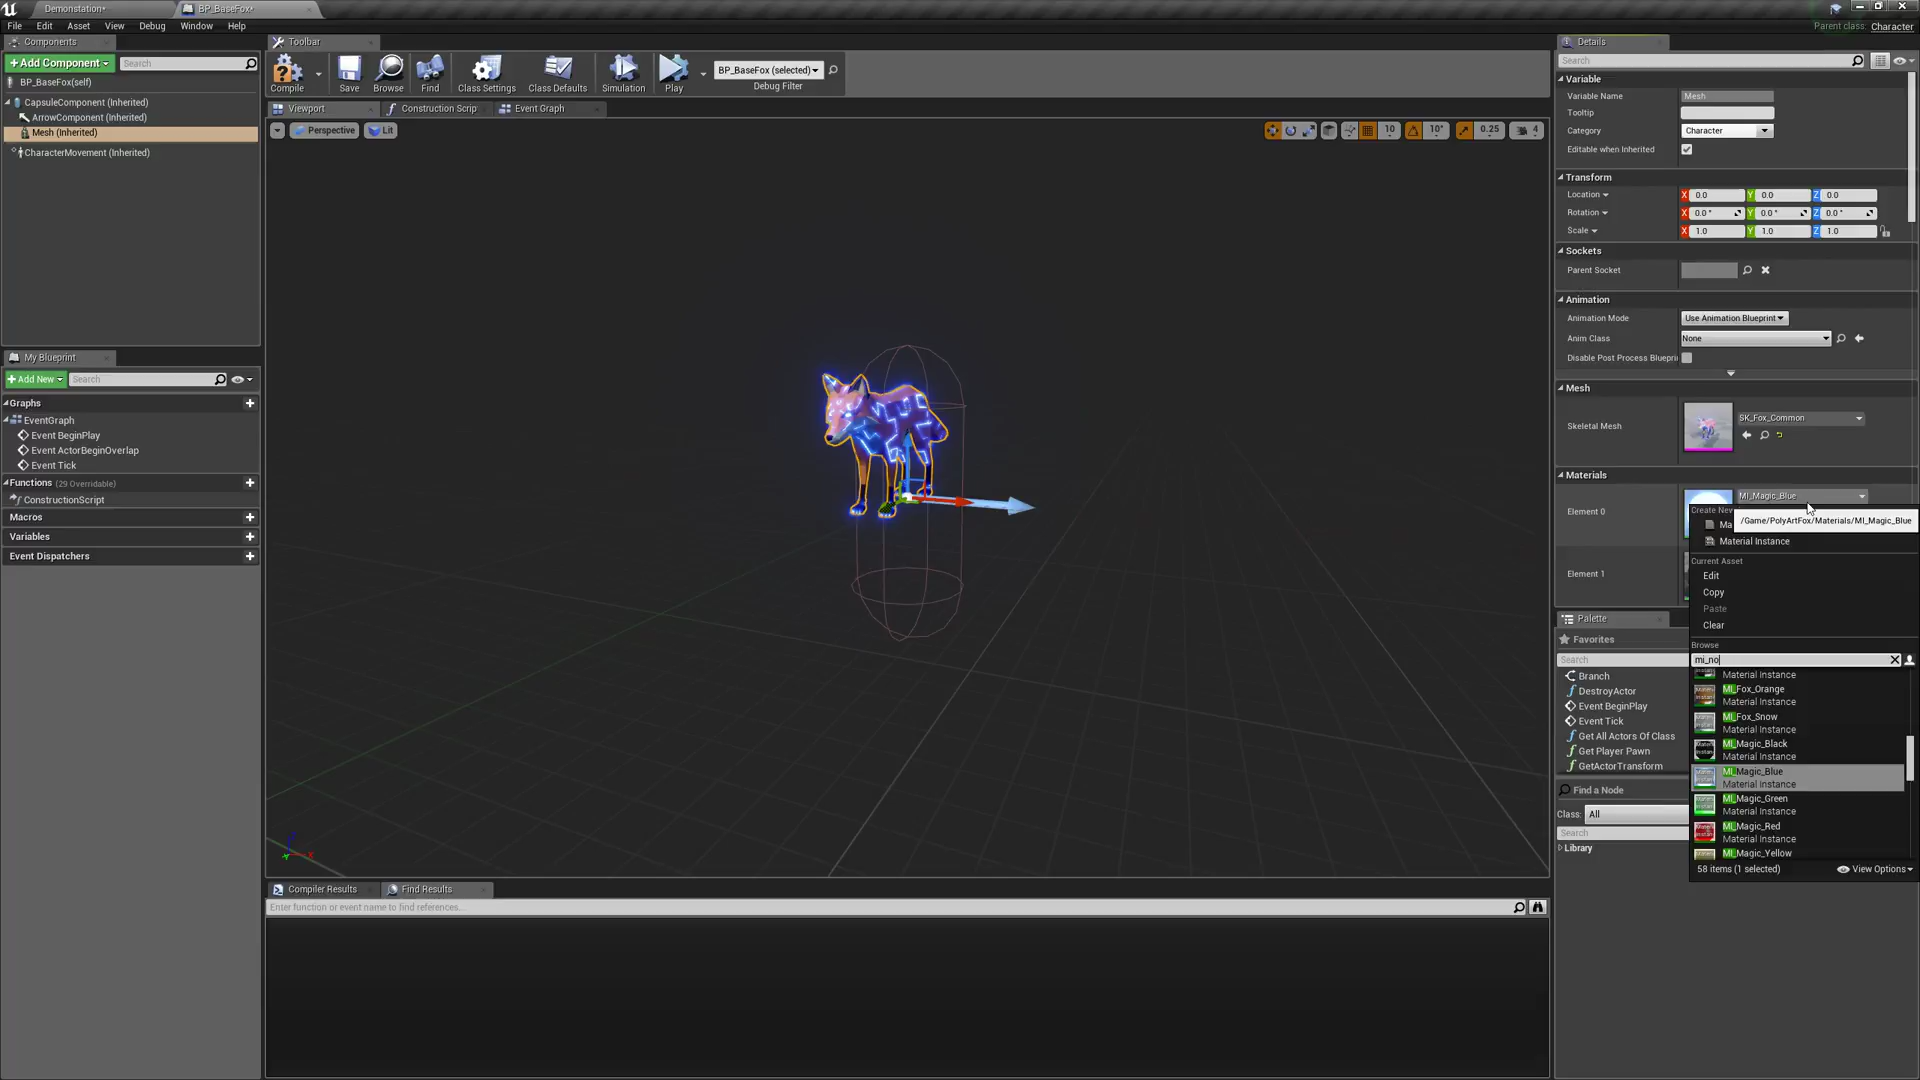 Demonstation*
BP_BaseFox*
File Edit Asset View Debug Window Help
Parent class: Character
Components
+Add Component
Search
BP_BaseFox(self)
CapsuleComponent (Inherited)
ArrowComponent (Inherited)
Mesh (Inherited)
CharacterMovement (Inherited)
My Blueprint
+Add New
Search
Graphs
EventGraph
Event BeginPlay
Event ActorBeginOverlap
Event Tick
Functions (29 Overridable)
ConstructionScript
Macros
Variables
Event Dispatchers
Toolbar
Compile
Save
Browse
Find
Class Settings
Class Defaults
Simulation
Play
BP_BaseFox (selected)
Debug Filter
Viewport
Construction Scrip
Event Graph
Perspective
Lit
10
10°
0.25
4
Compiler Results
Find Results
Enter function or event name to find references...
Details
Search
Variable
Variable Name Mesh
Tooltip
Category Character
Editable when Inherited
Transform
Location X 0.0 Y 0.0 Z 0.0
Rotation X 0.0° Y 0.0° Z 0.0°
Scale X 1.0 Y 1.0 Z 1.0
Sockets
Parent Socket
Animation
Animation Mode Use Animation Blueprint
Anim Class None
Disable Post Process Blueprin
Mesh
Skeletal Mesh SK_Fox_Common
Materials
Element 0 MI_Magic_Blue
Element 1
Create New
Ma
/Game/PolyArtFox/Materials/MI_Magic_Blue
Material Instance
Current Asset
Edit
Copy
Paste
Clear
Browse
mi_no
Material Instance
MI_Fox_Orange
Material Instance
MI_Fox_Snow
Material Instance
MI_Magic_Black
Material Instance
MI_Magic_Blue
Material Instance
MI_Magic_Green
Material Instance
MI_Magic_Red
Material Instance
MI_Magic_Yellow
58 items (1 selected)
View Options
Palette
Favorites
Search
Branch
DestroyActor
Event BeginPlay
Event Tick
Get All Actors Of Class
Get Player Pawn
GetActorTransform
Find a Node
Class: All
Search
Library